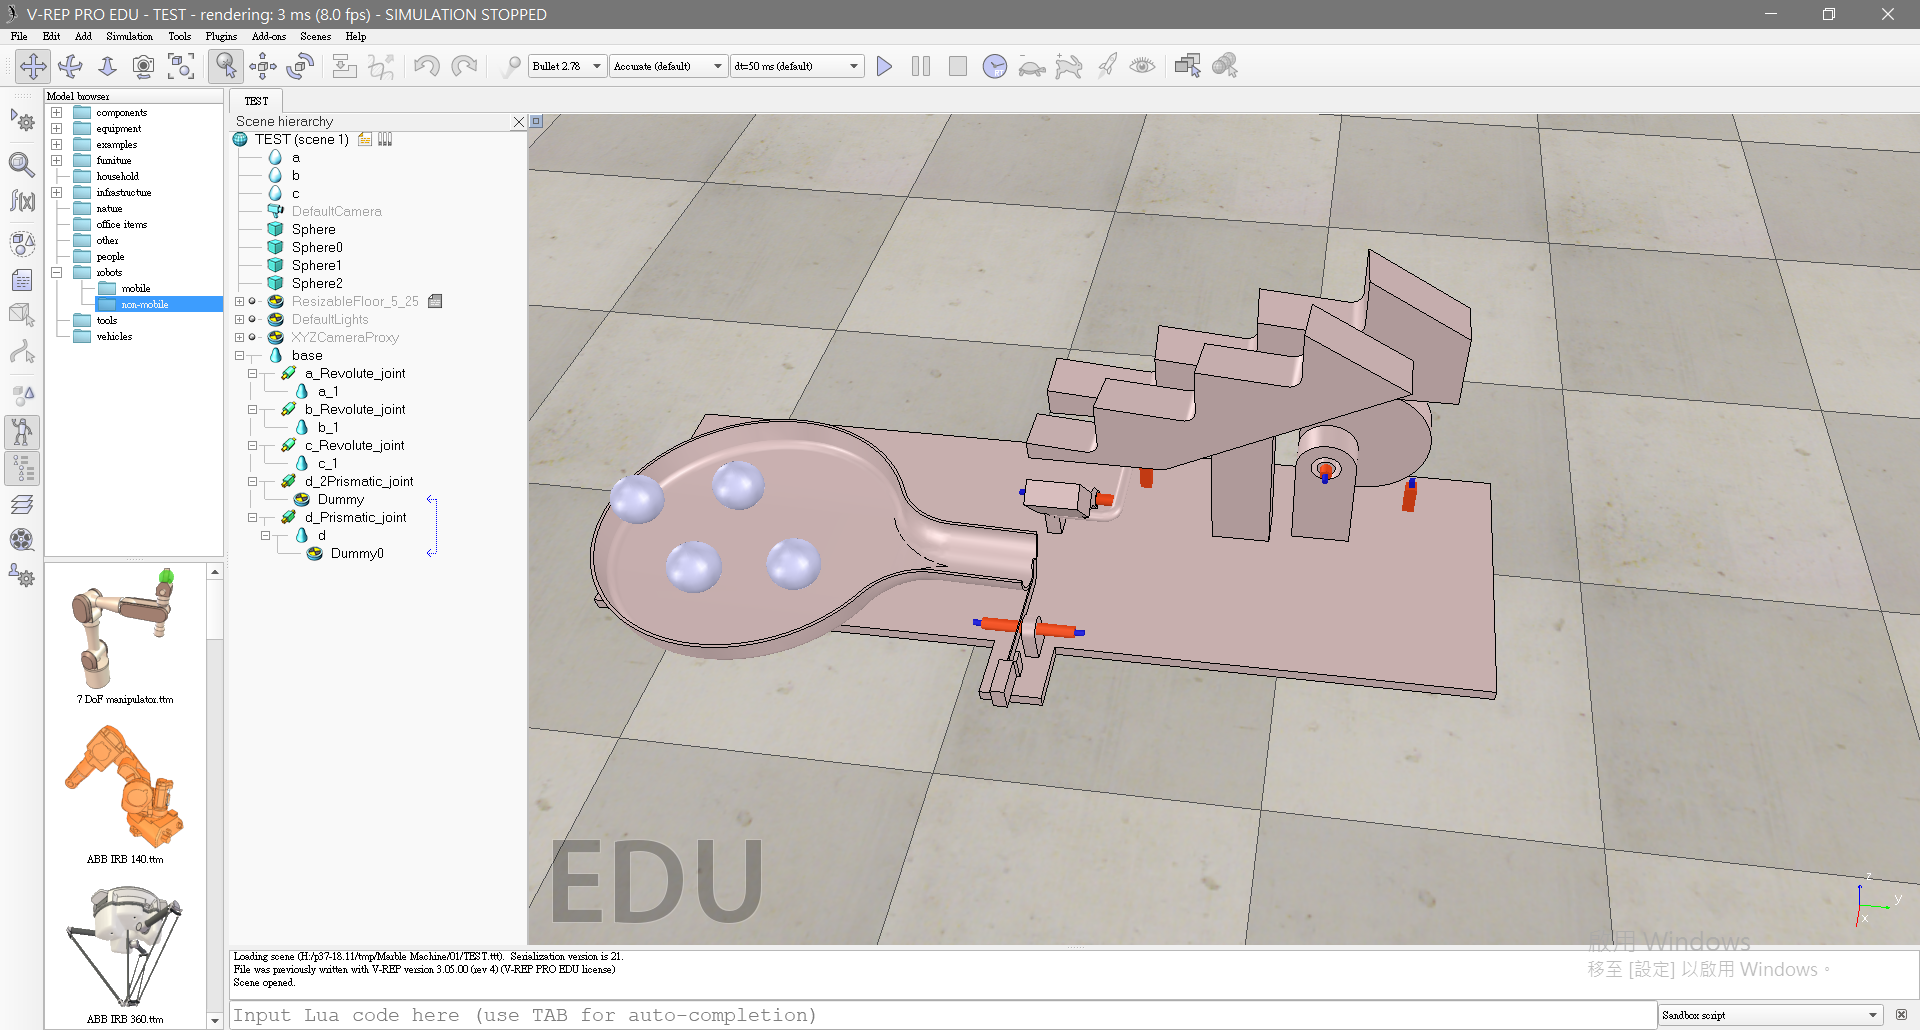 V-REP PRO EDU - TEST - rendering: 3 ms (8.0 fps) - SIMULATION STOPPED
File Edit Add Simulation Tools Plugins Add-ons Scenes Help
Bullet 2.78 Accurate (default) dt=50 ms (default)
Model browser
components
equipment
examples
furniture
household
infrastructure
nature
office items
other
people
robots
mobile
non-mobile
tools
vehicles
7 DoF manipulator.ttm
ABB IRB 140.ttm
ABB IRB 360.ttm
TEST
Scene hierarchy
TEST (scene 1)
a
b
c
DefaultCamera
Sphere
Sphere0
Sphere1
Sphere2
ResizableFloor_5_25
DefaultLights
XYZCameraProxy
base
a_Revolute_joint
a_1
b_Revolute_joint
b_1
c_Revolute_joint
c_1
d_2Prismatic_joint
Dummy
d_Prismatic_joint
d
Dummy0
EDU
z
y
x
啟用 Windows
移至 [設定] 以啟用 Windows。
Loading scene (H:/p37-18.11/tmp/Marble Machine/01/TEST.ttt). Serialization version is 21.
File was previously written with V-REP version 3.05.00 (rev 4) (V-REP PRO EDU license)
Scene opened.
Input Lua code here (use TAB for auto-completion)
Sandbox script